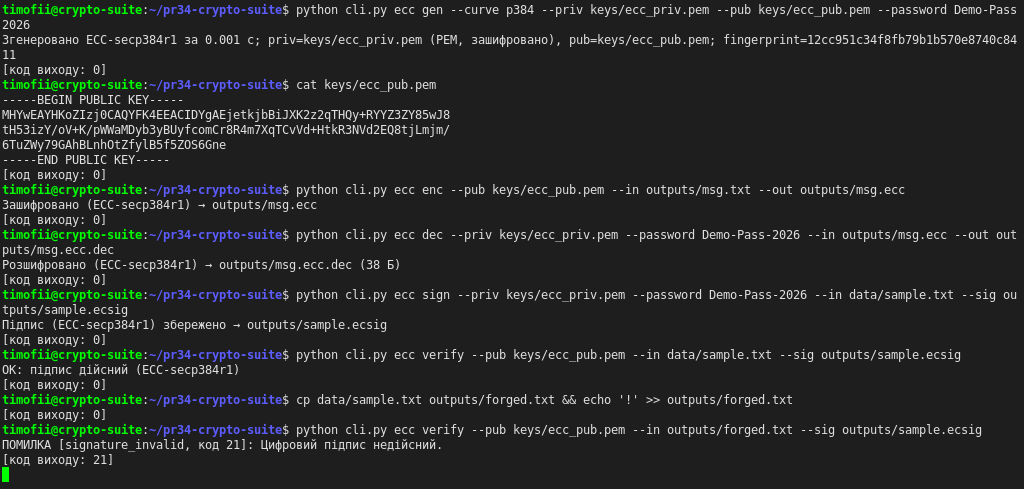 timofii@crypto-suite:~/pr34-crypto-suite$ python cli.py ecc gen --curve p384 --priv keys/ecc_priv.pem --pub keys/ecc_pub.pem --password Demo-Pass
2026
Згенеровано ECC-secp384r1 за 0.001 с; priv=keys/ecc_priv.pem (PEM, зашифровано), pub=keys/ecc_pub.pem; fingerprint=12cc951c34f8fb79b1b570e8740c84
11
[код виходу: 0]
timofii@crypto-suite:~/pr34-crypto-suite$ cat keys/ecc_pub.pem
-----BEGIN PUBLIC KEY-----
MHYwEAYHKoZIzj0CAQYFK4EEACIDYgAEjetkjbBiJXK2z2qTHQy+RYYZ3ZY85wJ8
tH53izY/oV+K/pWWaMDyb3yBUyfcomCr8R4m7XqTCvVd+HtkR3NVd2EQ8tjLmjm/
6TuZWy79GAhBLnhOtZfylB5f5ZOS6Gne
-----END PUBLIC KEY-----
[код виходу: 0]
timofii@crypto-suite:~/pr34-crypto-suite$ python cli.py ecc enc --pub keys/ecc_pub.pem --in outputs/msg.txt --out outputs/msg.ecc
Зашифровано (ECC-secp384r1) → outputs/msg.ecc
[код виходу: 0]
timofii@crypto-suite:~/pr34-crypto-suite$ python cli.py ecc dec --priv keys/ecc_priv.pem --password Demo-Pass-2026 --in outputs/msg.ecc --out out
puts/msg.ecc.dec
Розшифровано (ECC-secp384r1) → outputs/msg.ecc.dec (38 Б)
[код виходу: 0]
timofii@crypto-suite:~/pr34-crypto-suite$ python cli.py ecc sign --priv keys/ecc_priv.pem --password Demo-Pass-2026 --in data/sample.txt --sig ou
tputs/sample.ecsig
Підпис (ECC-secp384r1) збережено → outputs/sample.ecsig
[код виходу: 0]
timofii@crypto-suite:~/pr34-crypto-suite$ python cli.py ecc verify --pub keys/ecc_pub.pem --in data/sample.txt --sig outputs/sample.ecsig
OK: підпис дійсний (ECC-secp384r1)
[код виходу: 0]
timofii@crypto-suite:~/pr34-crypto-suite$ cp data/sample.txt outputs/forged.txt && echo '!' >> outputs/forged.txt
[код виходу: 0]
timofii@crypto-suite:~/pr34-crypto-suite$ python cli.py ecc verify --pub keys/ecc_pub.pem --in outputs/forged.txt --sig outputs/sample.ecsig
ПОМИЛКА [signature_invalid, код 21]: Цифровий підпис недійсний.
[код виходу: 21]